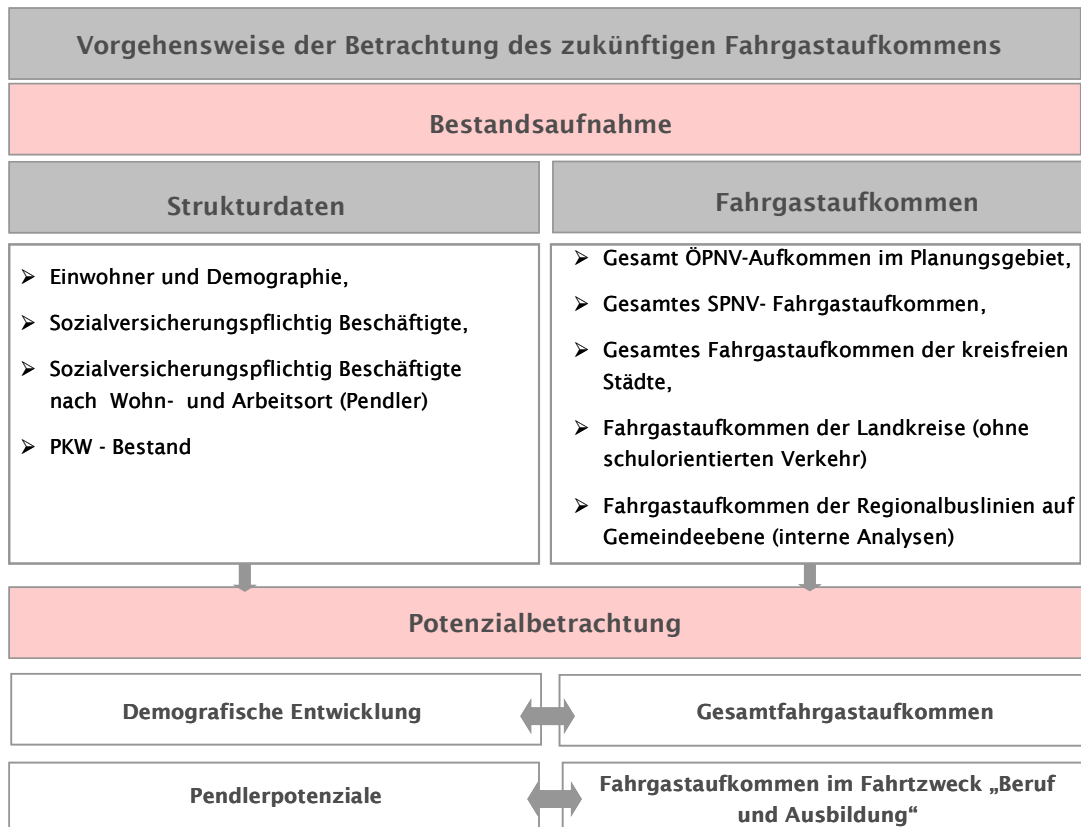 Vorgehensweise der Betrachtung des zukünftigen Fahrgastaufkommens
Bestandsaufnahme
Strukturdaten
➢ Einwohner und Demographie,
➢ Sozialversicherungspflichtig Beschäftigte,
➢ Sozialversicherungspflichtig Beschäftigte
nach Wohn- und Arbeitsort (Pendler)
➢ PKW - Bestand
Fahrgastaufkommen
➢ Gesamt ÖPNV-Aufkommen im Planungsgebiet,
➢ Gesamtes SPNV- Fahrgastaufkommen,
➢ Gesamtes Fahrgastaufkommen der kreisfreien
Städte,
➢ Fahrgastaufkommen der Landkreise (ohne
schulorientierten Verkehr)
➢ Fahrgastaufkommen der Regionalbuslinien auf
Gemeindeebene (interne Analysen)
Potenzialbetrachtung
Demografische Entwicklung
Gesamtfahrgastaufkommen
Pendlerpotenziale
Fahrgastaufkommen im Fahrtzweck „Beruf
und Ausbildung“